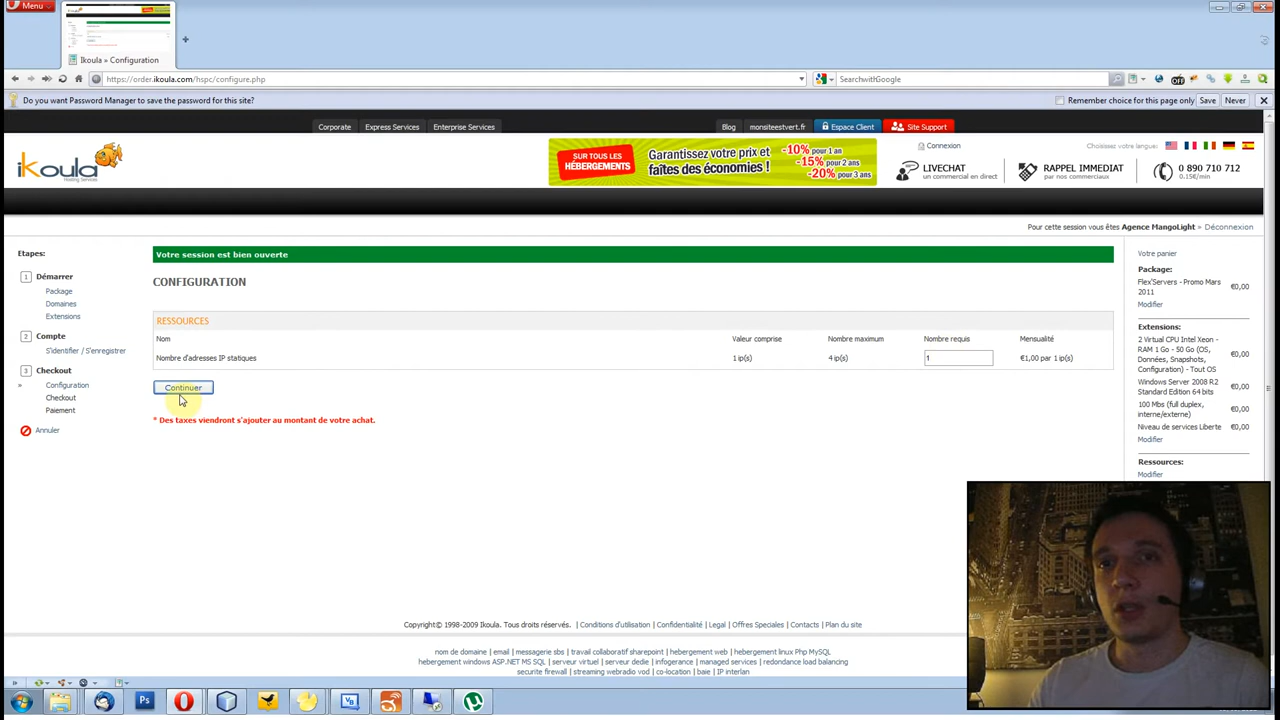 Menu
Ikoula » Configuration
https://order.ikoula.com/hspc/configure.php
SearchwithGoogle
Do you want Password Manager to save the password for this site?
Remember choice for this page only
Save
Never
Corporate
Express Services
Enterprise Services
Blog
monsiteestvert.fr
Espace Client
Site Support
iKoula
Hosting Services
SUR TOUS LES
HÉBERGEMENTS
Garantissez votre prix et
faîtes des économies !
-10% pour 1 an
-15% pour 2 ans
-20% pour 3 ans
Connexion
Choisissez votre langue:
LIVECHAT
un commercial en direct
RAPPEL IMMEDIAT
par nos commerciaux
0 890 710 712
0.15€/min
Pour cette session vous êtes Agence MangoLight » Déconnexion
Etapes:
1 Démarrer
Package
Domaines
Extensions
2 Compte
S'identifier / S'enregistrer
3 Checkout
» Configuration
Checkout
Paiement
Annuler
Votre session est bien ouverte
CONFIGURATION
RESSOURCES
Nom
Valeur comprise
Nombre maximum
Nombre requis
Mensualité
Nombre d'adresses IP statiques
1 ip(s)
4 ip(s)
1
€1,00 par 1 ip(s)
Continuer
* Des taxes viendront s'ajouter au montant de votre achat.
Votre panier
Package:
Flex'Servers - Promo Mars
2011
€0,00
Modifier
Extensions:
2 Virtual CPU Intel Xeon -
RAM 1 Go - 50 Go (OS,
Données, Snapshots,
Configuration) - Tout OS
€0,00
Windows Server 2008 R2
Standard Edition 64 bits
€0,00
100 Mbs (full duplex,
interne/externe)
€0,00
Niveau de services Liberte
€0,00
Modifier
Ressources:
Modifier
Copyright© 1998-2009 Ikoula. Tous droits réservés. | Conditions d'utilisation | Confidentialité | Legal | Offres Speciales | Contacts | Plan du site
nom de domaine | email | messagerie sbs | travail collaboratif sharepoint | hebergement web | hebergement linux Php MySQL
hebergement windows ASP.NET MS SQL | serveur virtuel | serveur dedie | infogerance | managed services | redondance load balancing
securite firewall | streaming webradio vod | co-location | baie | IP interlan
Ps